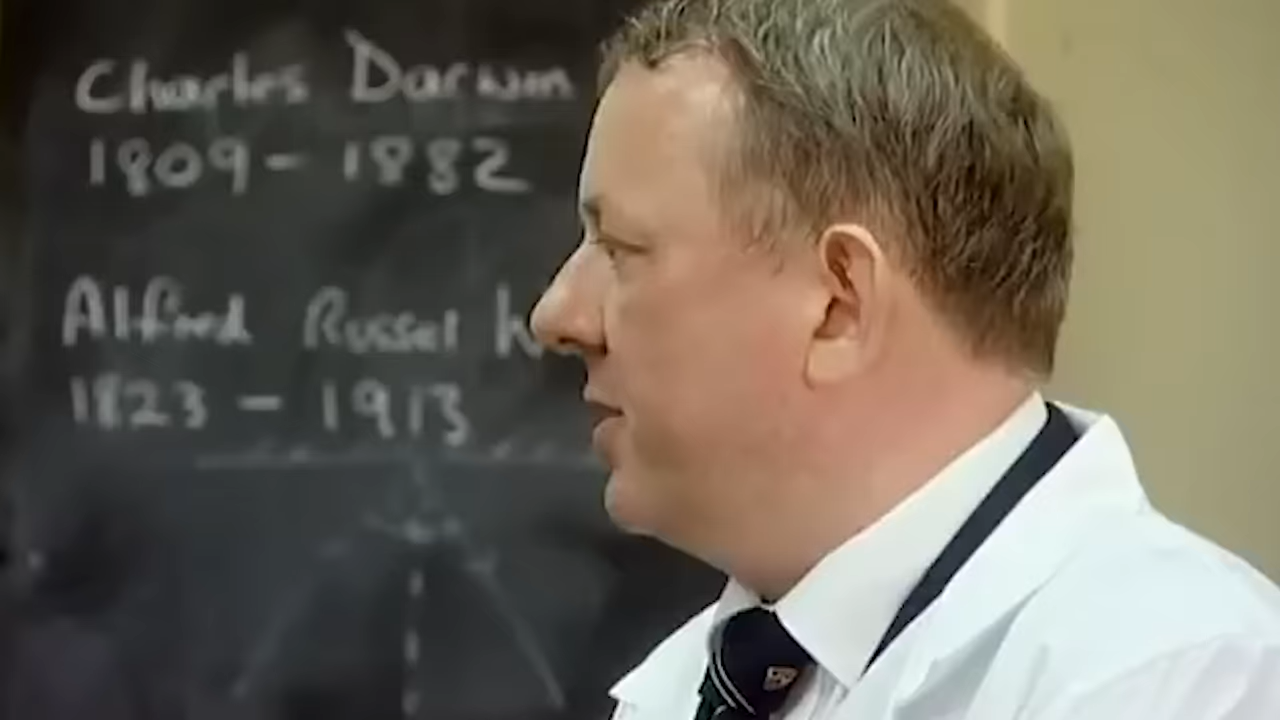 Charles Darwin
1809 - 1882
Alfred Russel
1823 - 1913